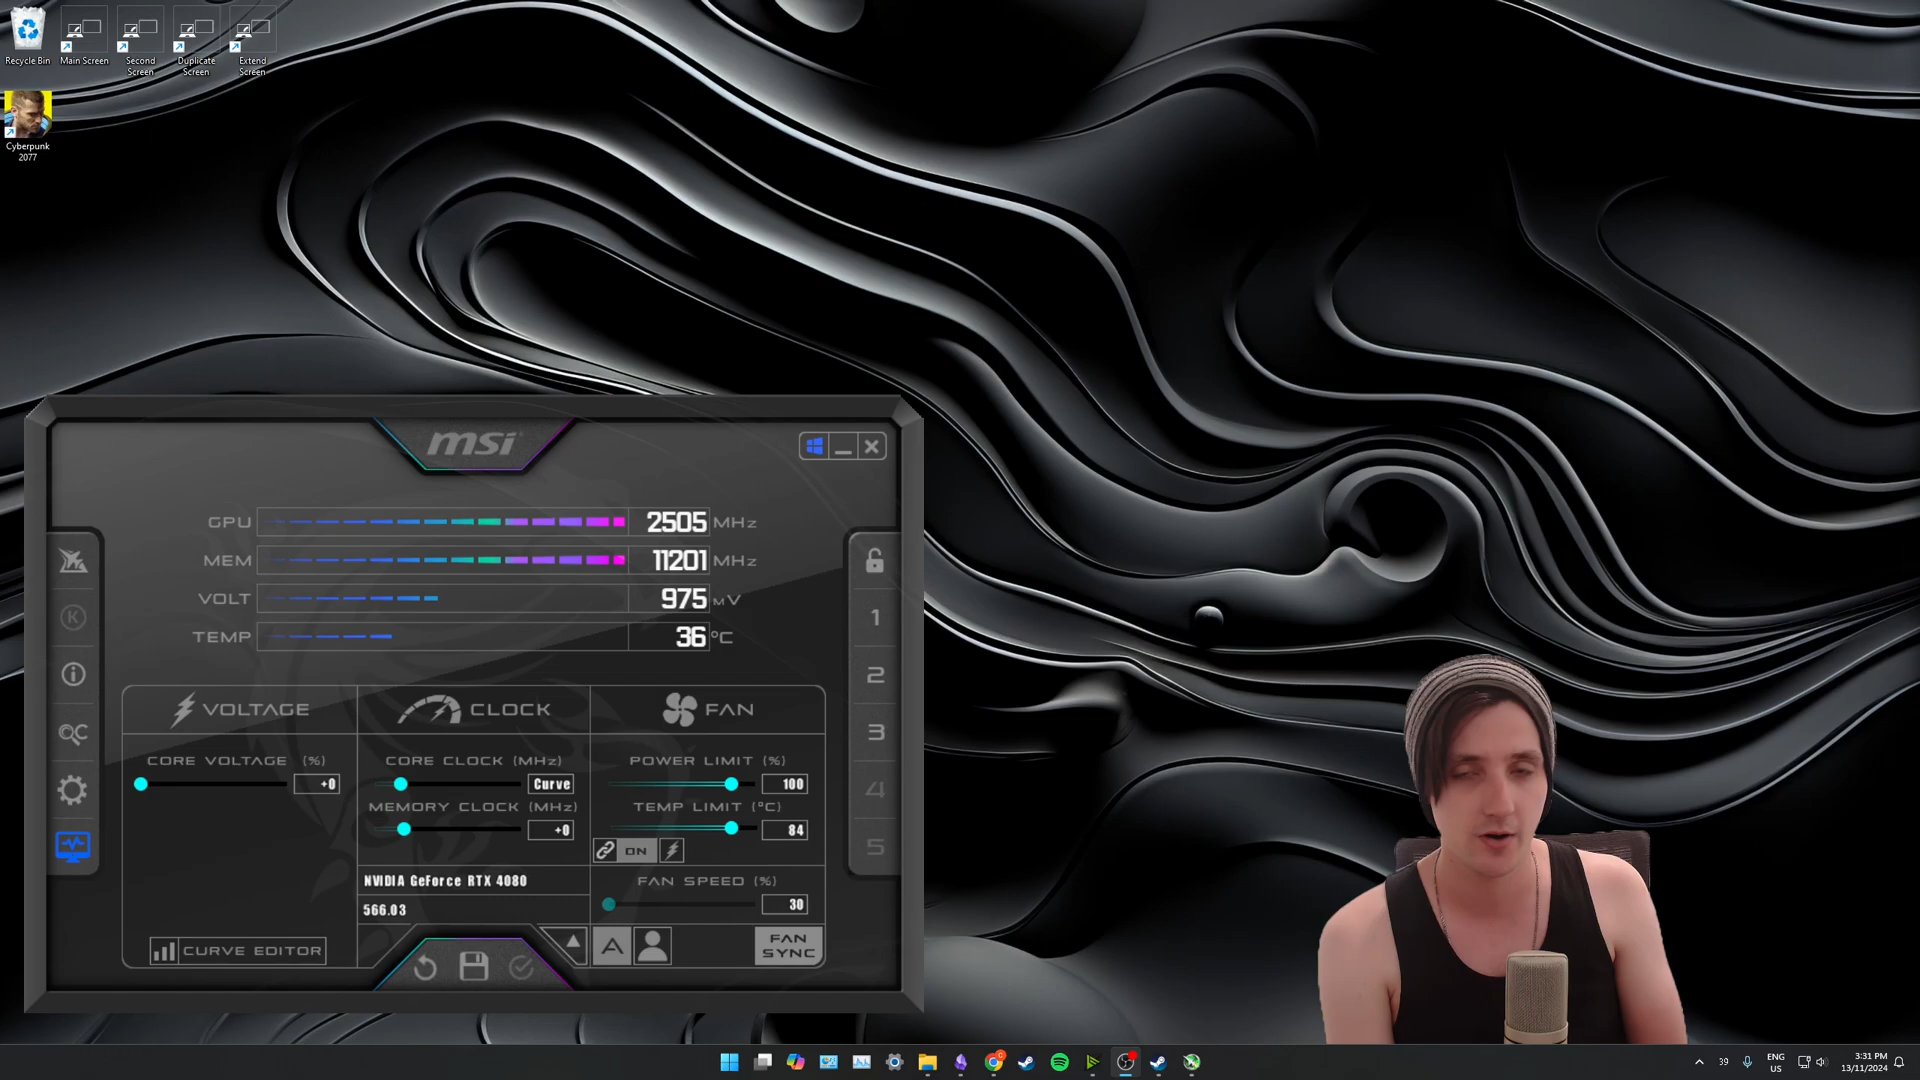 Recycle Bin
Main Screen
Second
Screen
Duplicate
Screen
Extend
Screen
Cyberpunk
2077
msi
GPU 2505 MHz
MEM 11201 MHz
VOLT 975 mV
TEMP 36 °C
K
OC
1
2
3
4
5
VOLTAGE
CLOCK
FAN
CORE VOLTAGE (%)
+0
CORE CLOCK (MHz)
Curve
MEMORY CLOCK (MHz)
+0
POWER LIMIT (%)
100
TEMP LIMIT (°C)
84
ON
NVIDIA GeForce RTX 4080
566.03
FAN SPEED (%)
30
CURVE EDITOR
A
FAN
SYNC
39
ENG
US
3:31 PM
13/11/2024